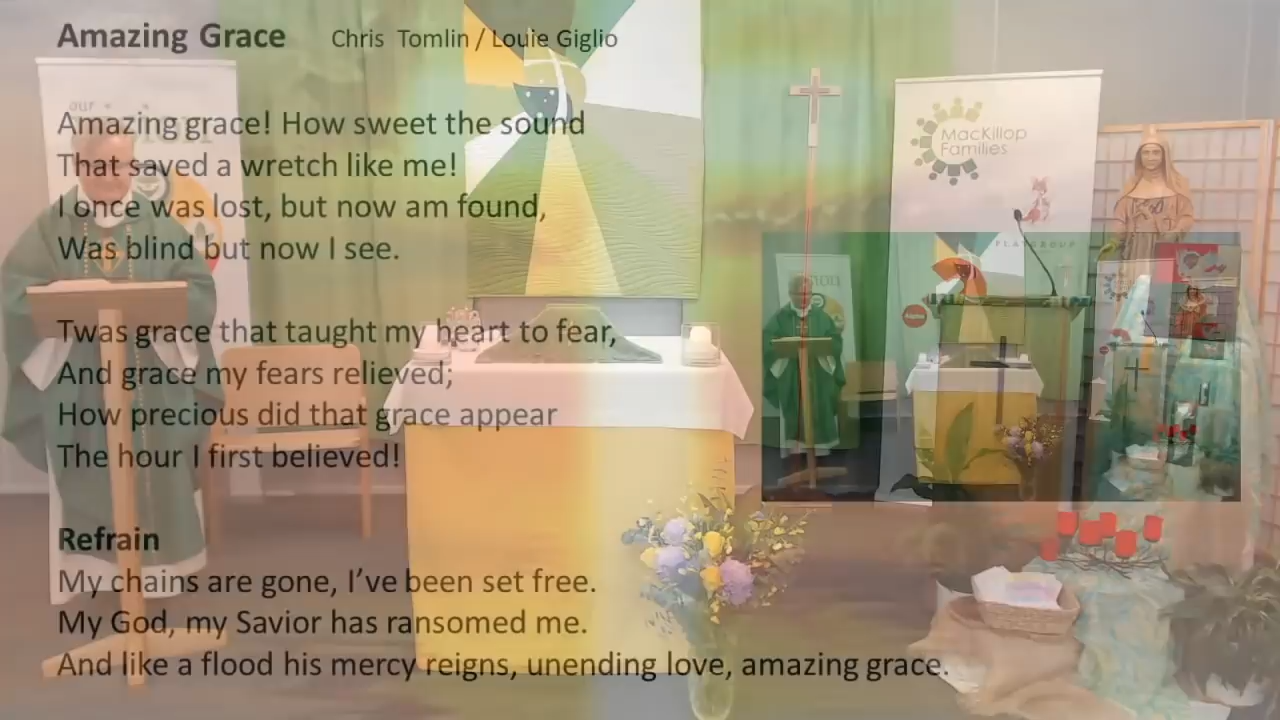 Amazing Grace Chris Tomlin / Louie Giglio
our
Amazing grace! How sweet the sound
That saved a wretch like me!
I once was lost, but now am found,
Was blind but now I see.
Twas grace that taught my heart to fear,
And grace my fears relieved;
How precious did that grace appear
The hour I first believed!
Refrain
My chains are gone, I’ve been set free.
My God, my Savior has ransomed me.
And like a flood his mercy reigns, unending love, amazing grace.
MacKillop
Families
PLAYGROUP